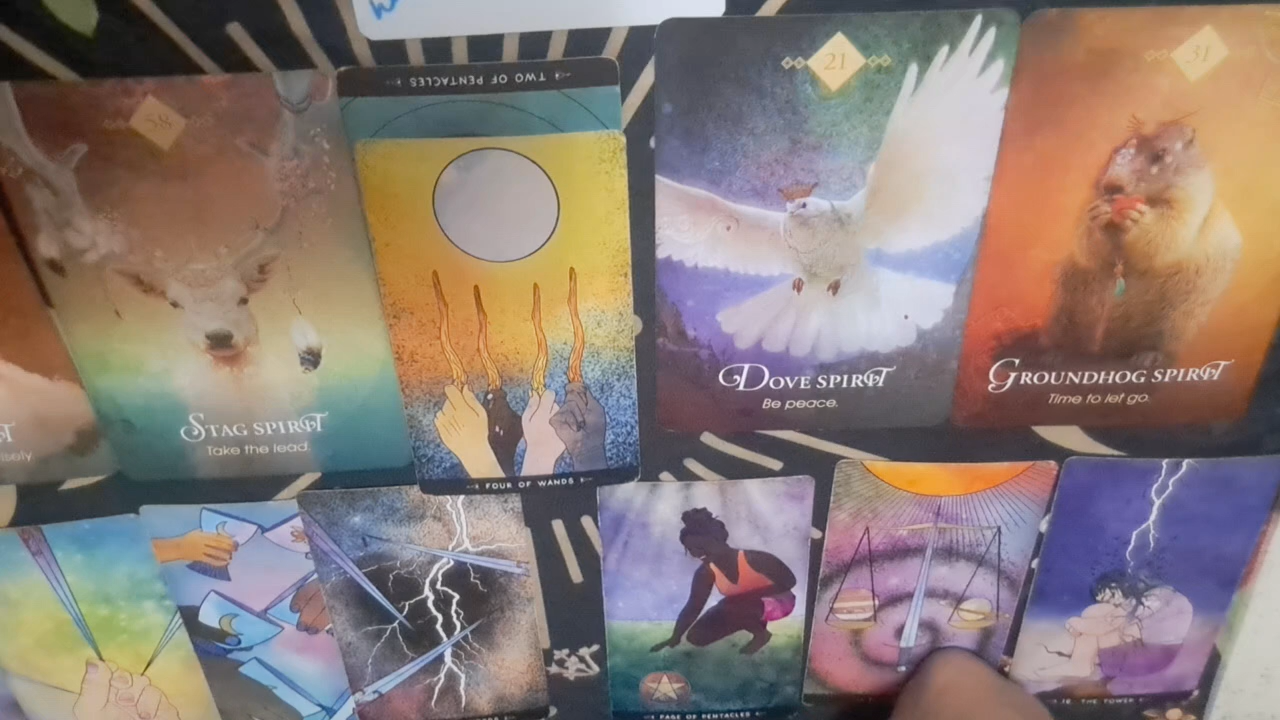 TWO OF PENTACLES
21
31
58
STAG SPIRIT
Take the lead
FOUR OF WANDS
DOVE SPIRIT
Be peace.
GROUNDHOG SPIRIT
Time to let go.
PAGE OF PENTACLES
THE TOWER